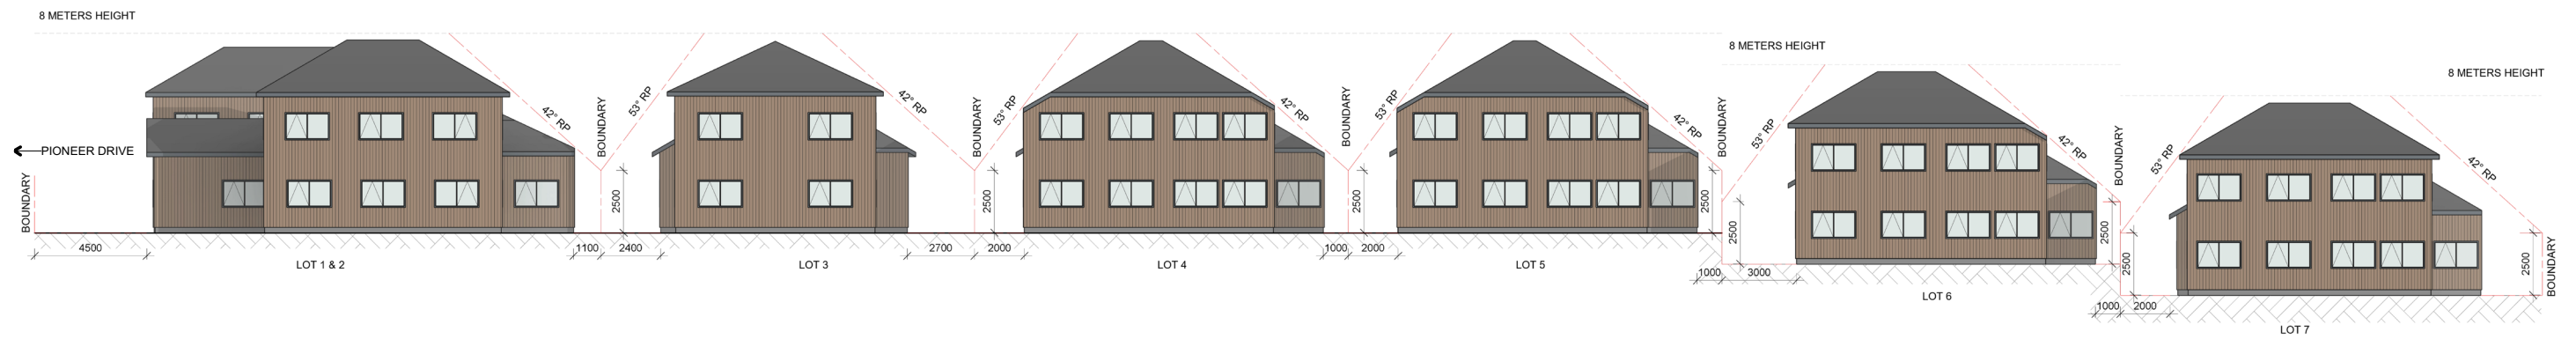 8 METERS HEIGHT
8 METERS HEIGHT
8 METERS HEIGHT
PIONEER DRIVE
BOUNDARY
42° RP
BOUNDARY
53° RP
42° RP
BOUNDARY
53° RP
42° RP
BOUNDARY
53° RP
42° RP
BOUNDARY
53° RP
42° RP
BOUNDARY
53° RP
42° RP
BOUNDARY
2500
2500
2500
2500
2500
2500
2500
2500
4500
1100
2400
2700
2000
1000
2000
1000
3000
1000
2000
LOT 1 & 2
LOT 3
LOT 4
LOT 5
LOT 6
LOT 7